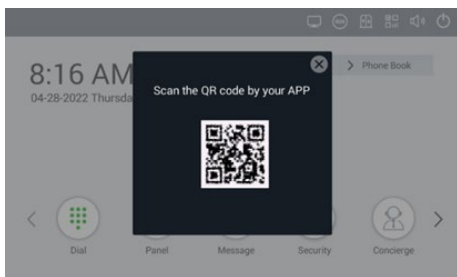 8:16 AM
04-28-2022 Thursda
Phone Book
Scan the QR code by your APP
Dial
Panel
Message
Security
Concierge